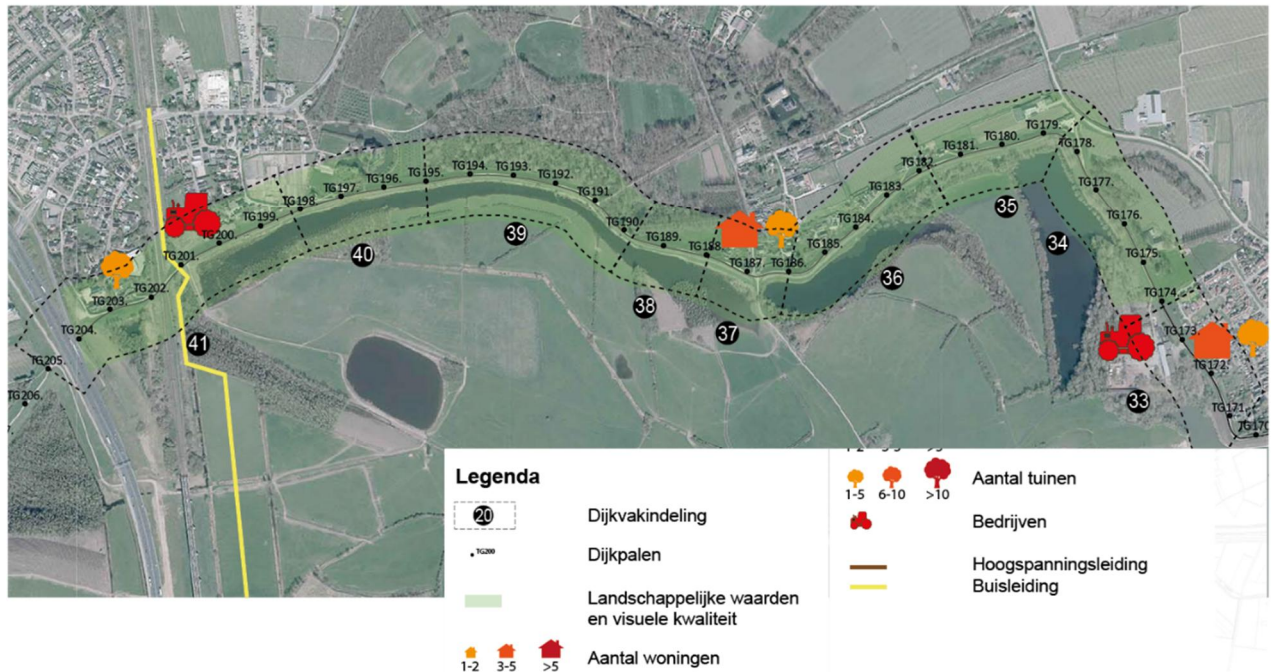 TG179.
TG180.
TG178.
TG181.
TG182.
TG194.
TG193.
TG195.
TG192.
TG196.
TG177.
TG197.
TG191.
TG183.
TG198.
35
TG176.
TG199.
TG190.
TG184.
39
TG200.
TG189.
TG188.
TG185.
34
40
TG175.
TG201.
TG187.
TG186.
36
TG202.
TG203.
38
TG174.
TG204.
37
TG173.
41
TG205.
TG172.
TG206.
33
TG171.
TG170
Legenda
20
Dijkvakindeling
TG200
Dijkpalen
Landschappelijke waarden
en visuele kwaliteit
1-2 3-5 >5
Aantal woningen
1-5 6-10 >10
Aantal tuinen
Bedrijven
Hoogspanningsleiding
Buisleiding